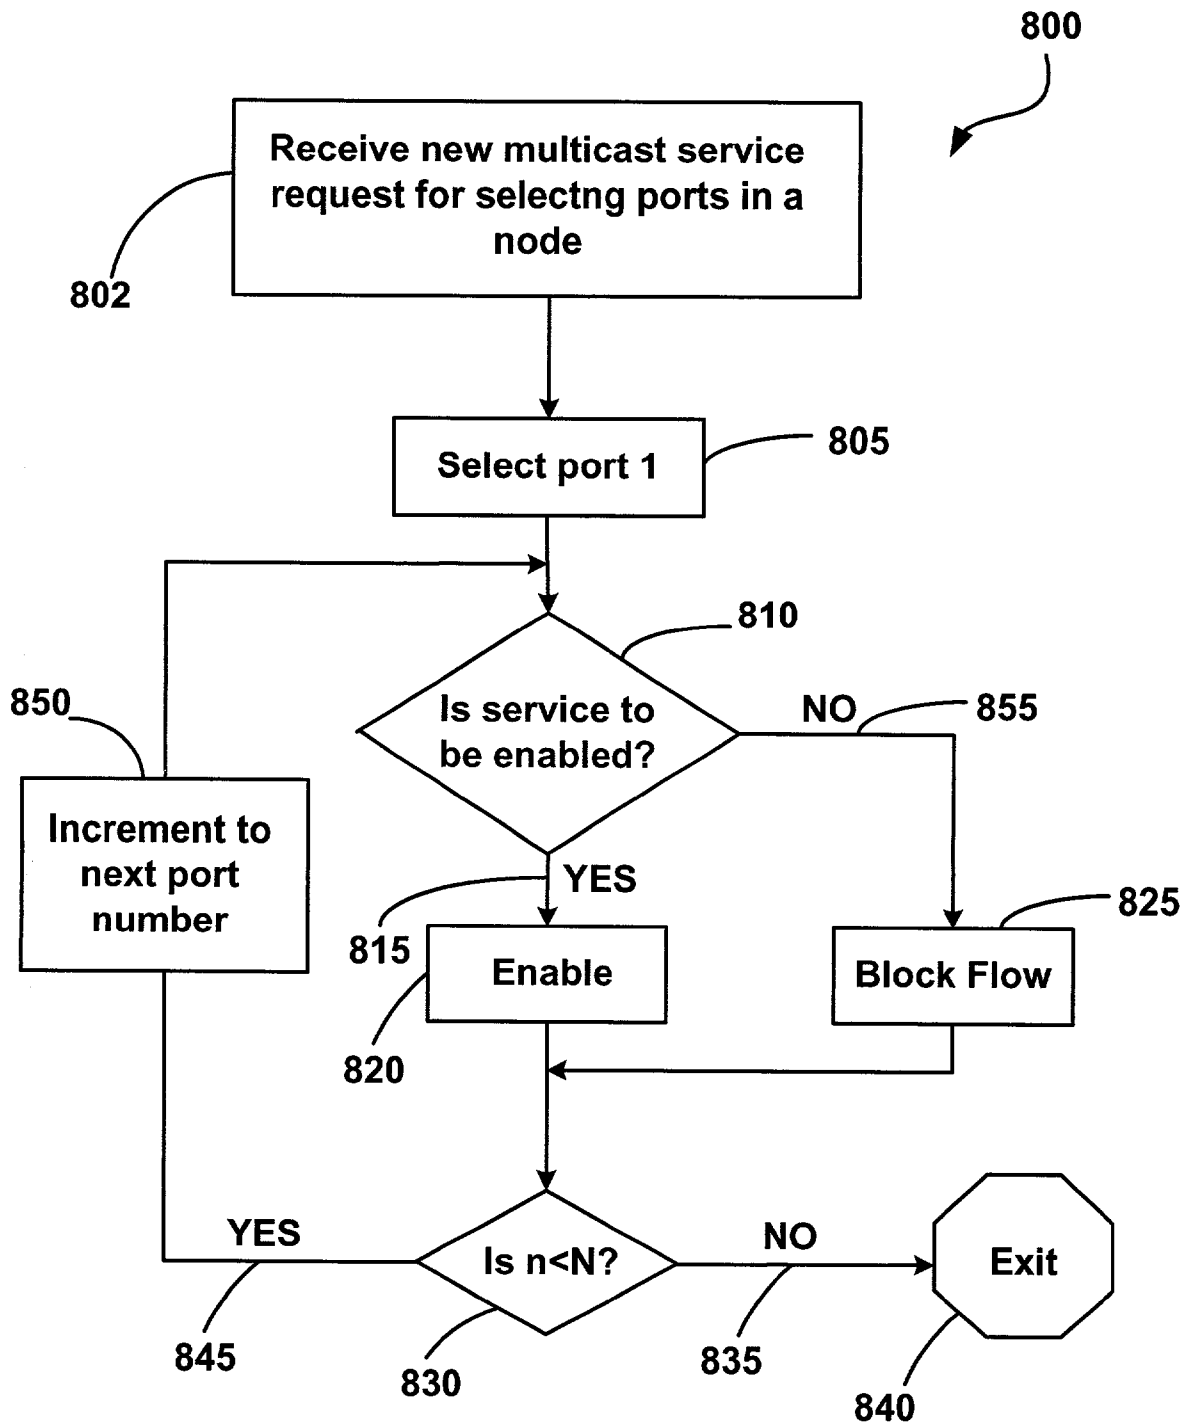 800
Receive new multicast service
request for selectng ports in a
node
802
Select port 1
805
810
Is service to
be enabled?
NO
855
850
Increment to
next port
number
YES
815
825
Enable
Block Flow
820
YES
Is n<N?
NO
Exit
845
830
835
840